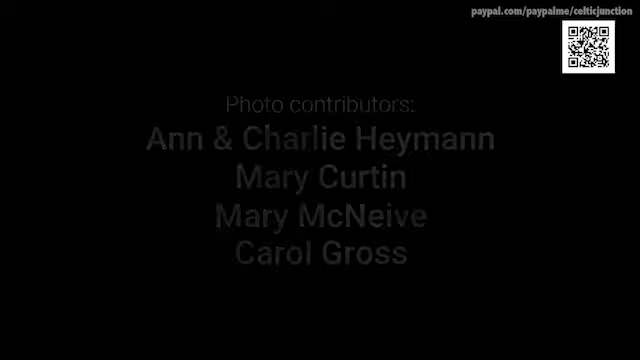 paypal.com/paypalme/celticjunction
Photo contributors:
Ann & Charlie Heymann
Mary Curtin
Mary McNeive
Carol Gross